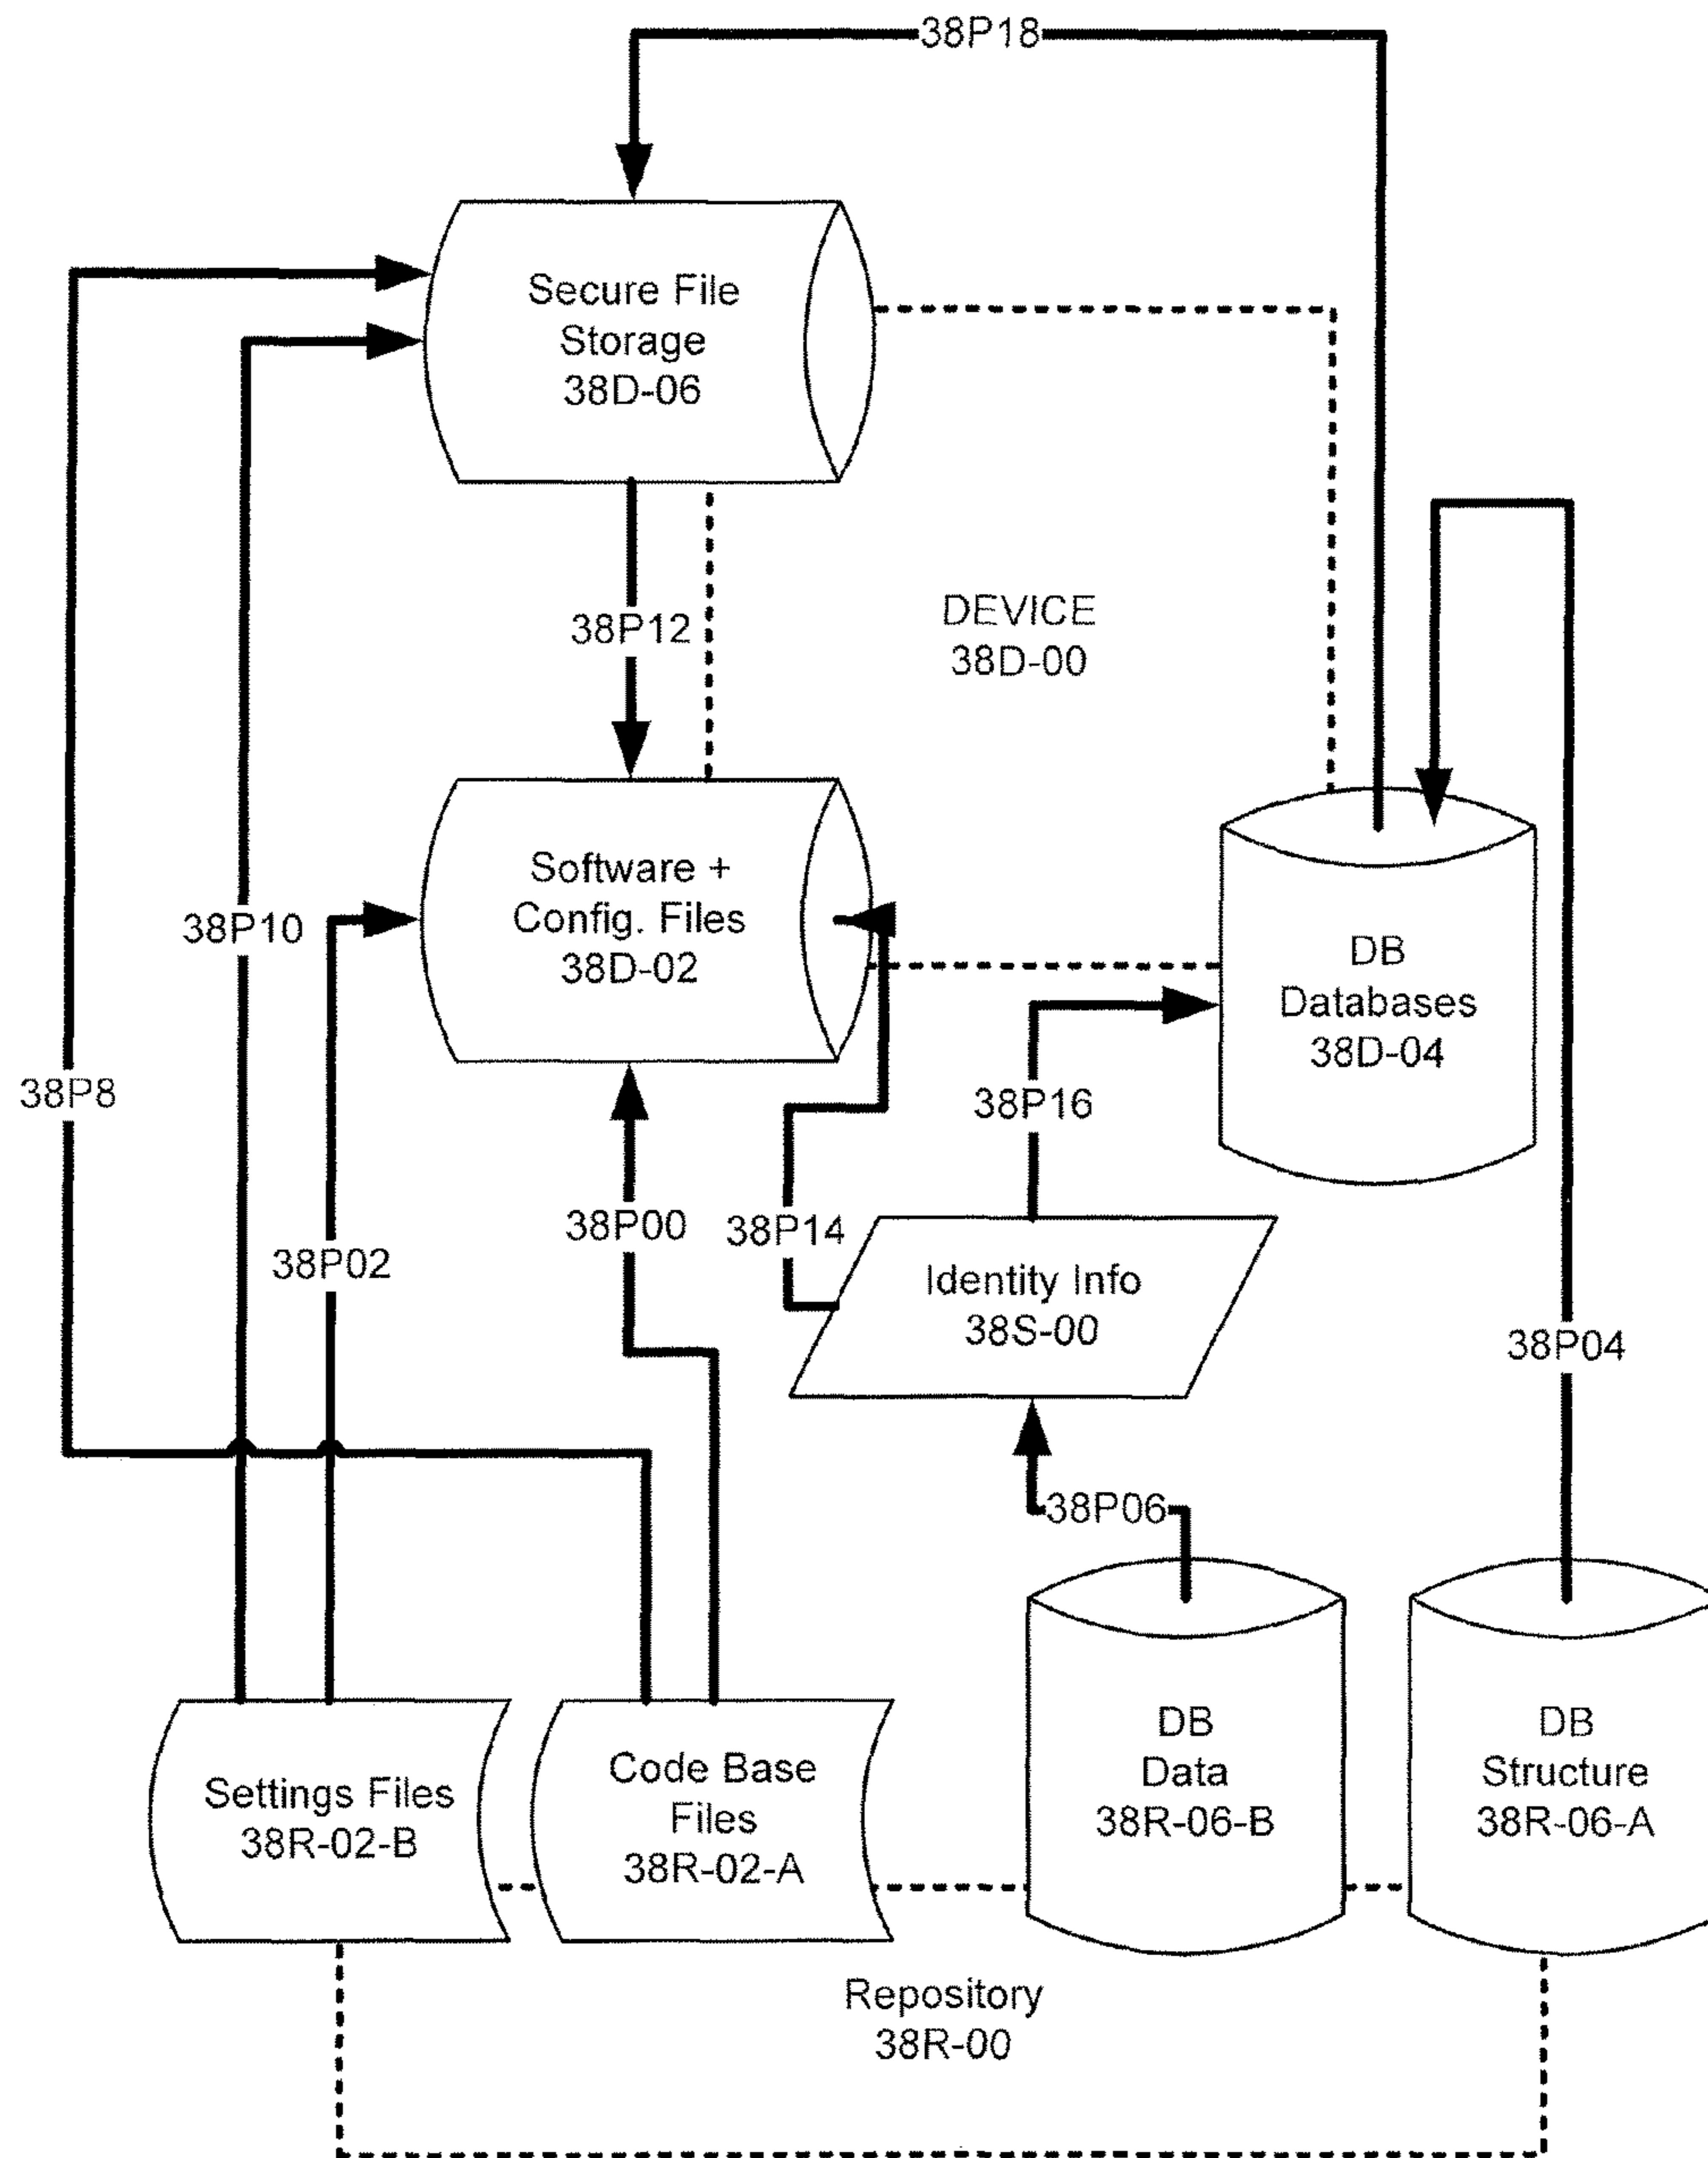 38P18
Secure File
Storage
38D-06
DEVICE
38D-00
38P12
Software +
Config. Files
38D-02
38P10
DB
Databases
38D-04
38P8
38P16
38P00
38P14
38P02
Identity Info
38S-00
38P04
38P06
Settings Files
38R-02-B
Code Base
Files
38R-02-A
DB
Data
38R-06-B
DB
Structure
38R-06-A
Repository
38R-00